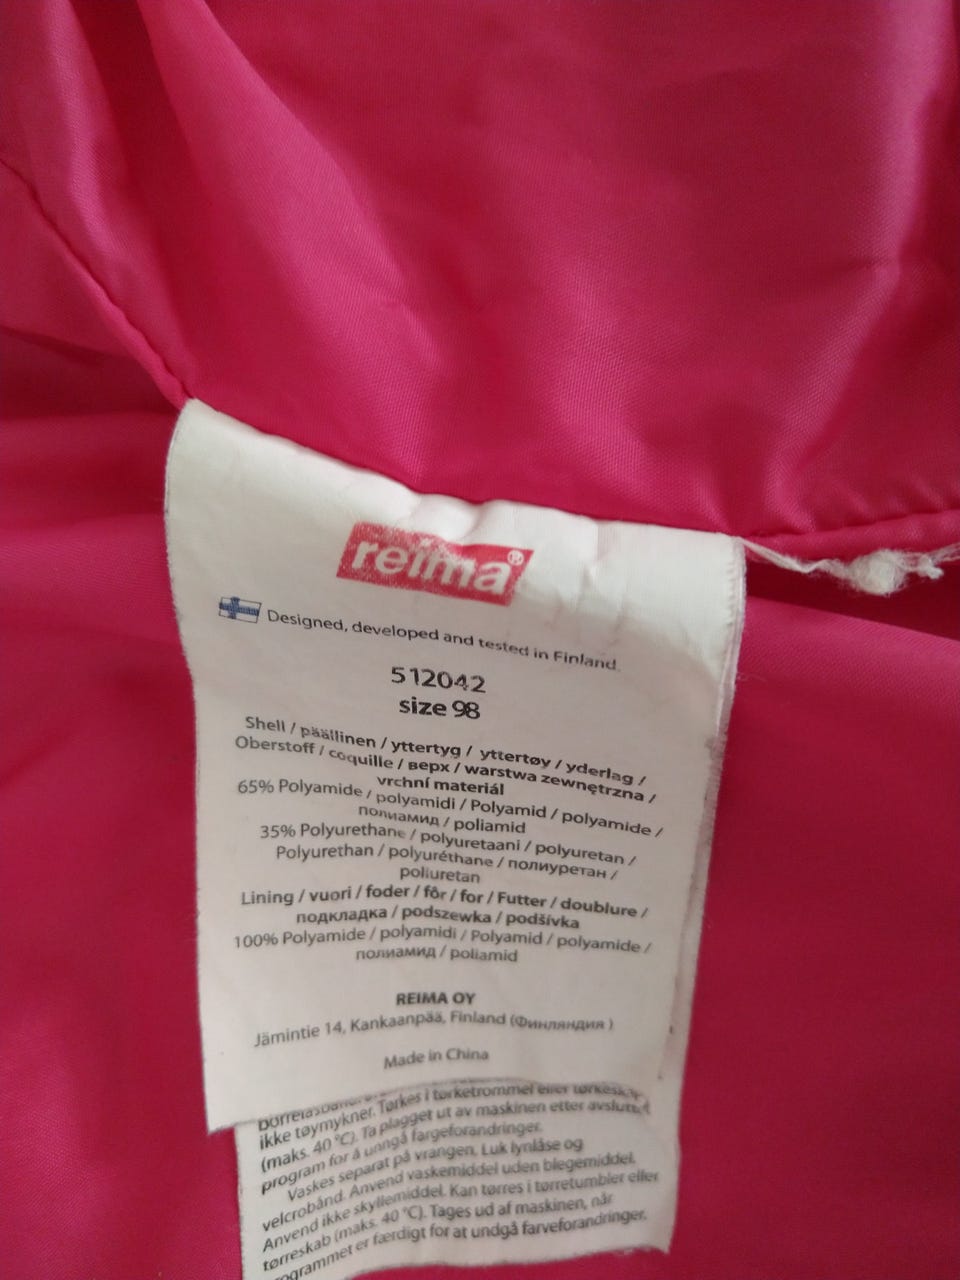 reima®
Designed, developed and tested in Finland.
512042
size 98
Shell / päällinen / yttertyg / yttertøy / yderlag /
Oberstoff / coquille / верх / warstwa zewnętrzna /
vrchní materiál
65% Polyamide / polyamidi / Polyamid / polyamide /
полиамид / poliamid
35% Polyurethane / polyuretaani / polyuretan /
Polyurethan / polyuréthane / полиуретан /
poliuretan
Lining / vuori / foder / fôr / for / Futter / doublure /
подкладка / podszewka / podšívka
100% Polyamide / polyamidi / Polyamid / polyamide /
полиамид / poliamid
REIMA OY
Jämintie 14, Kankaanpää, Finland (Финляндия )
Made in China
ikke tøymykner. Tørkes i tørketrommel eller tørkeskap
(maks. 40 °C). Ta plagget ut av maskinen etter avsluttet
program for å unngå fargeforandringer.
Vaskes separat på vrangen. Luk lynlåse og
velcrobånd. Anvend vaskemiddel uden blegemiddel.
Anvend ikke skyllemiddel. Kan tørres i tørretumbler eller
tørreskab (maks. 40 °C). Tages ud af maskinen, når
programmet er færdigt for at undgå farveforandringer.